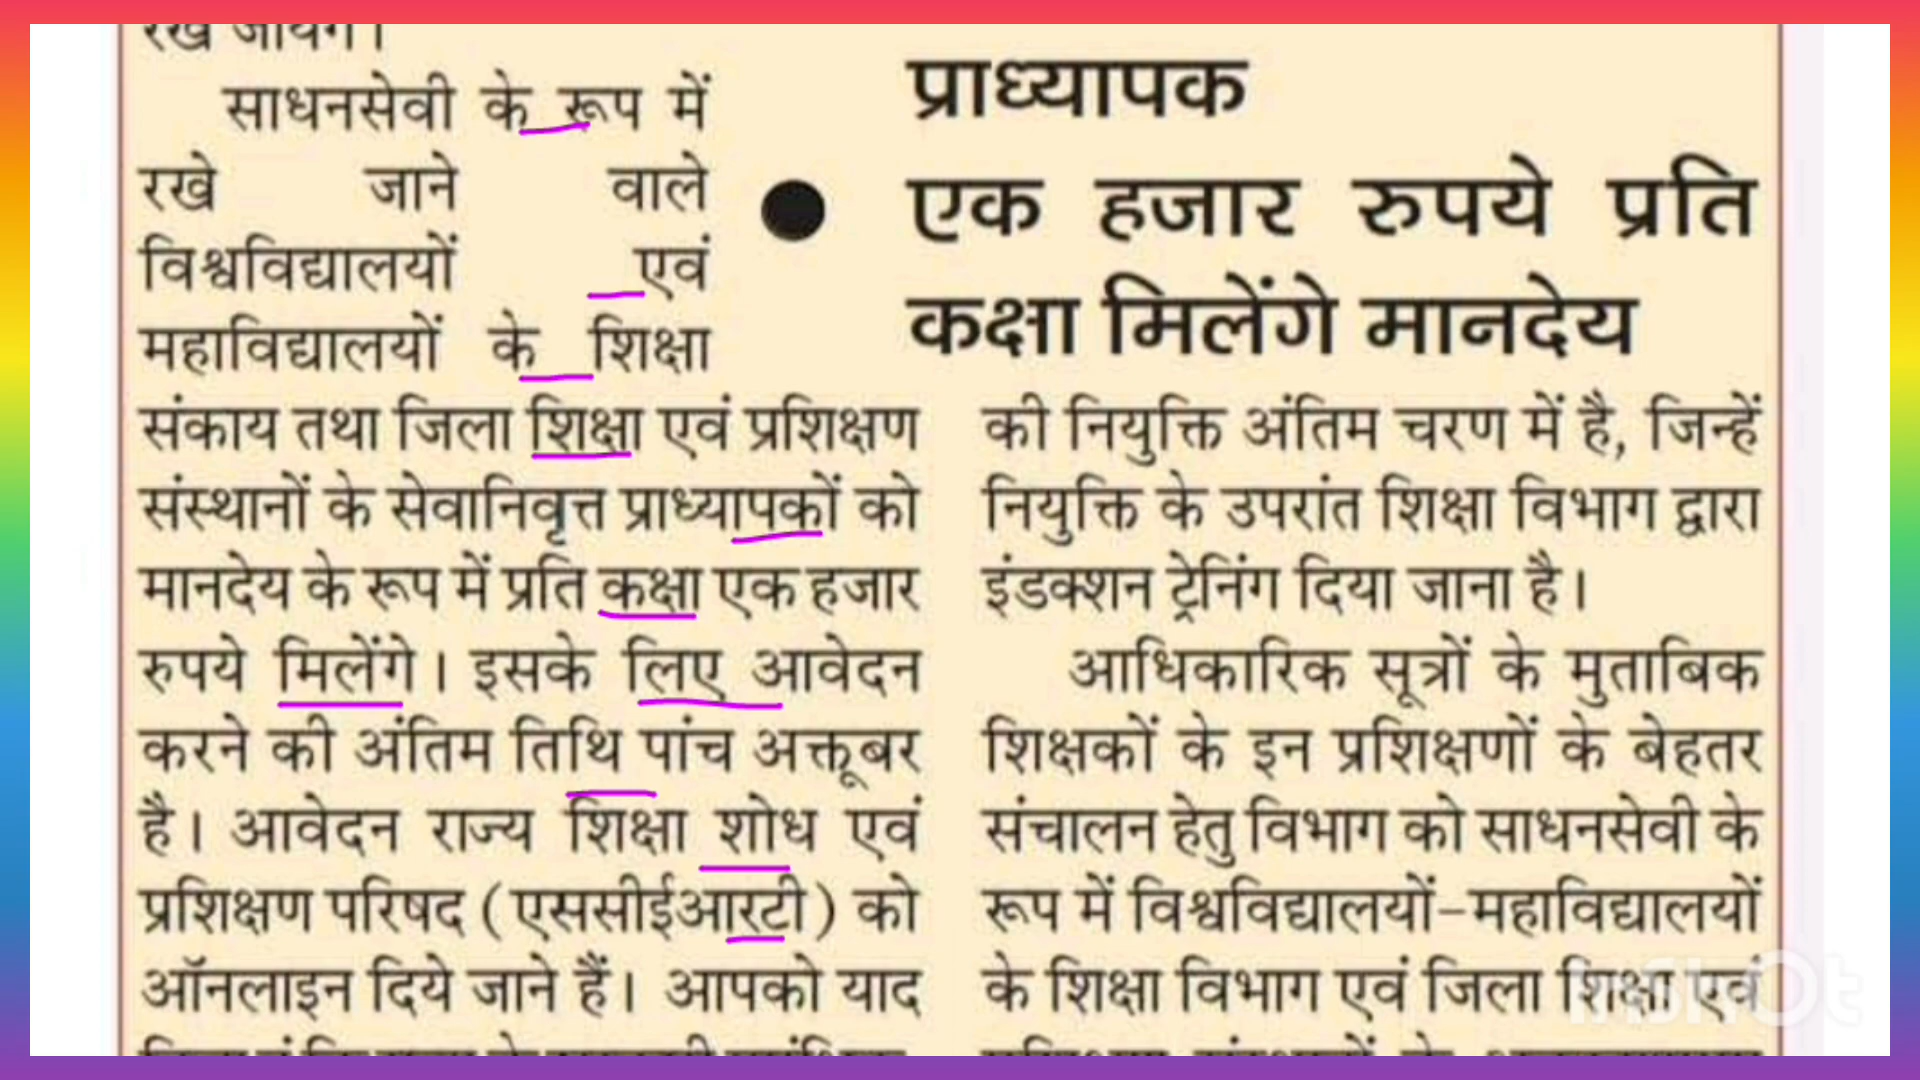 रखे जायेंगे।
साधनसेवी के रूप में
रखे जाने वाले
विश्वविद्यालयों एवं
महाविद्यालयों के शिक्षा
संकाय तथा जिला शिक्षा एवं प्रशिक्षण
संस्थानों के सेवानिवृत्त प्राध्यापकों को
मानदेय के रूप में प्रति कक्षा एक हजार
रुपये मिलेंगे। इसके लिए आवेदन
करने की अंतिम तिथि पांच अक्तूबर
है। आवेदन राज्य शिक्षा शोध एवं
प्रशिक्षण परिषद (एससीईआरटी) को
ऑनलाइन दिये जाने हैं। आपको याद
प्राध्यापक
● एक हजार रुपये प्रति
कक्षा मिलेंगे मानदेय
की नियुक्ति अंतिम चरण में है, जिन्हें
नियुक्ति के उपरांत शिक्षा विभाग द्वारा
इंडक्शन ट्रेनिंग दिया जाना है।
आधिकारिक सूत्रों के मुताबिक
शिक्षकों के इन प्रशिक्षणों के बेहतर
संचालन हेतु विभाग को साधनसेवी के
रूप में विश्वविद्यालयों-महाविद्यालयों
के शिक्षा विभाग एवं जिला शिक्षा एवं
inShOt